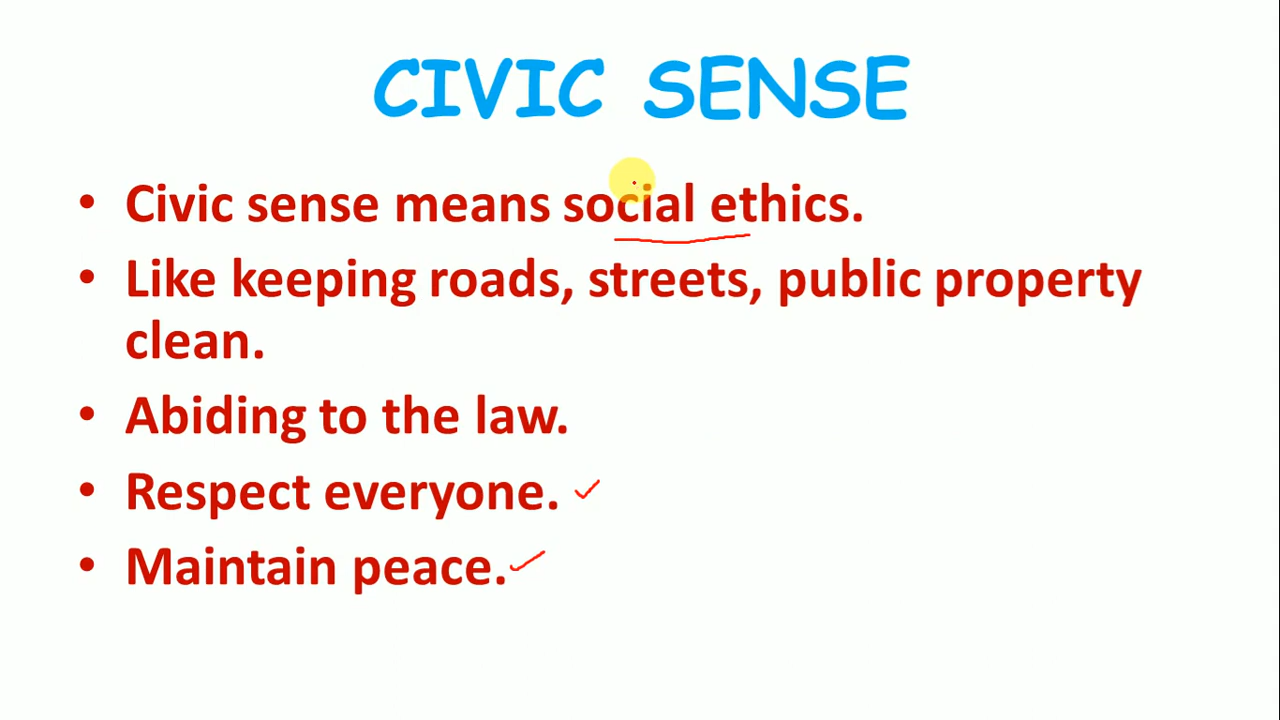 CIVIC SENSE
• Civic sense means social ethics.
• Like keeping roads, streets, public property
clean.
• Abiding to the law.
• Respect everyone.
• Maintain peace.